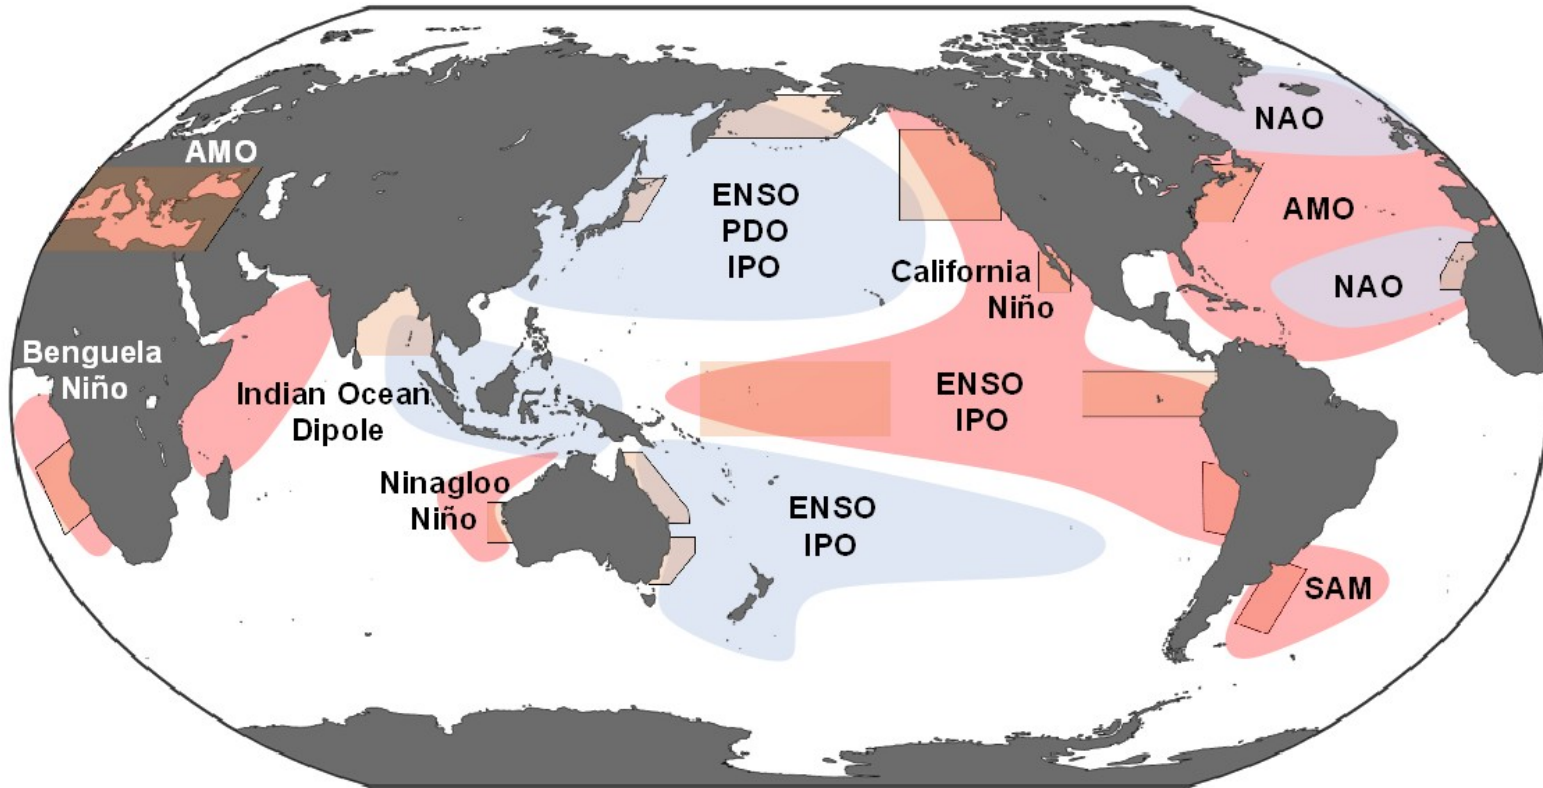 NAO
AMO
ENSO
PDO
IPO
AMO
California
Niño
NAO
Benguela
Niño
Indian Ocean
Dipole
ENSO
IPO
Ninagloo
Niño
ENSO
IPO
SAM